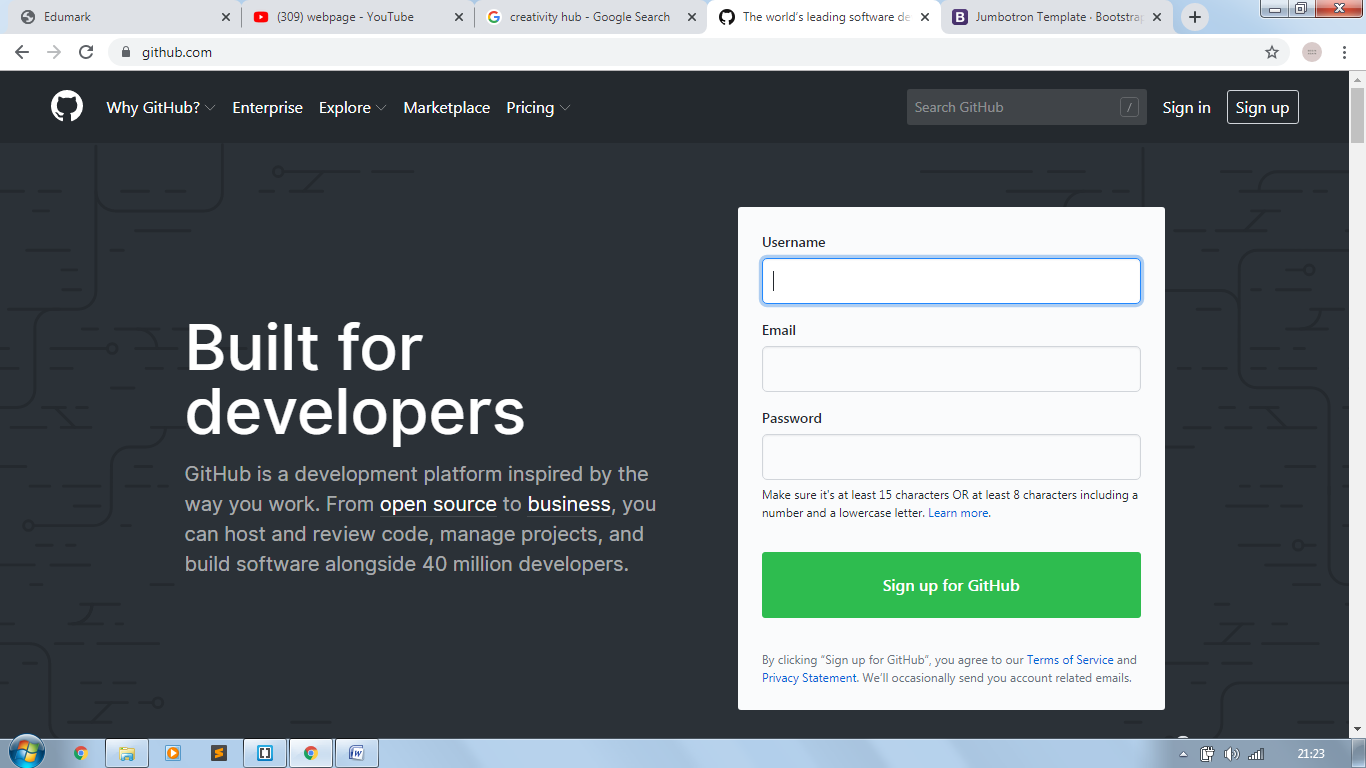 Edumark
(309) webpage - YouTube
creativity hub - Google Search
The world's leading software de
Jumbotron Template · Bootstrap
github.com
Why GitHub?
Enterprise
Explore
Marketplace
Pricing
Search GitHub
/
Sign in
Sign up
Built for
developers
GitHub is a development platform inspired by the
way you work. From open source to business, you
can host and review code, manage projects, and
build software alongside 40 million developers.
Username
Email
Password
Make sure it's at least 15 characters OR at least 8 characters including a
number and a lowercase letter. Learn more.
Sign up for GitHub
By clicking “Sign up for GitHub”, you agree to our Terms of Service and
Privacy Statement. We’ll occasionally send you account related emails.
21:23